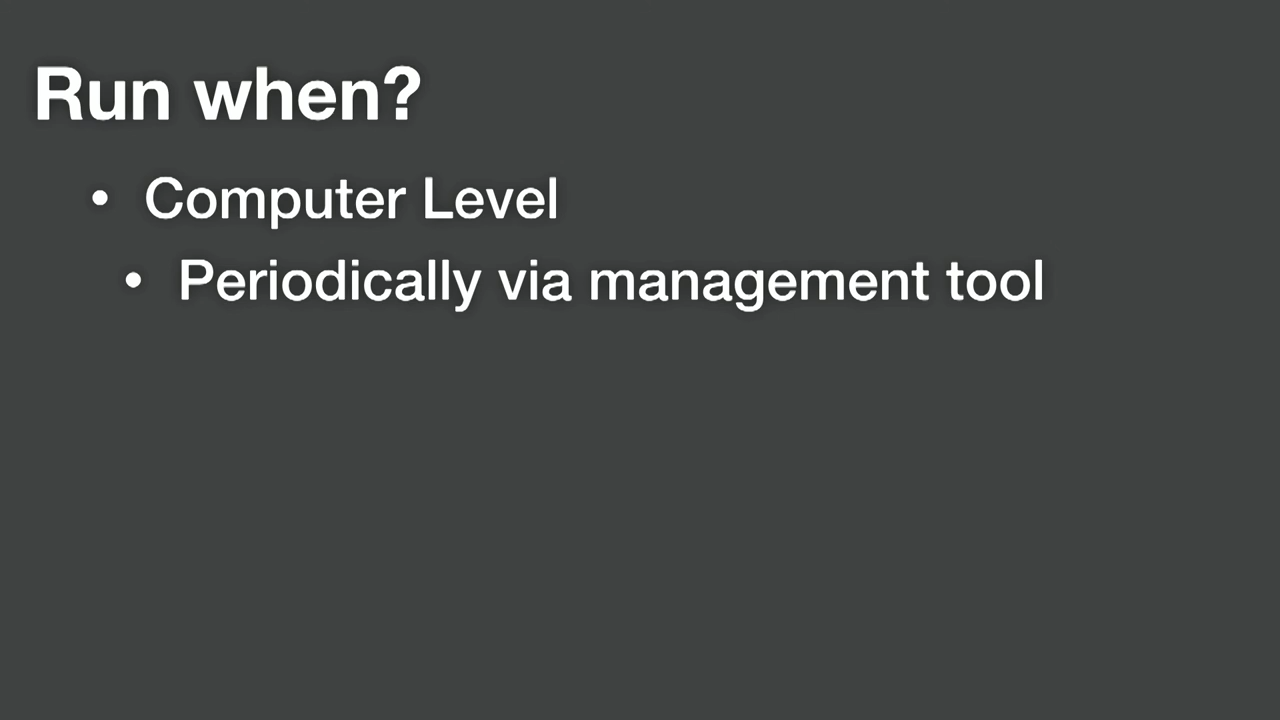 Run when?
• Computer Level
• Periodically via management tool